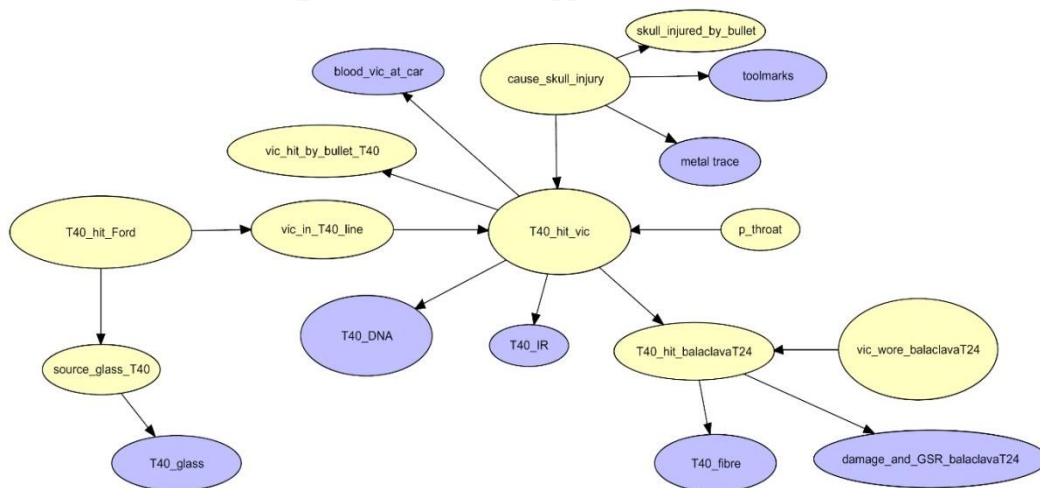 skull_injured_by_bullet
blood_vic_at_car
cause_skull_injury
toolmarks
vic_hit_by_bullet_T40
metal trace
T40_hit_Ford
vic_in_T40_line
T40_hit_vic
p_throat
T40_DNA
T40_IR
T40_hit_balaclavaT24
vic_wore_balaclavaT24
source_glass_T40
T40_glass
T40_fibre
damage_and_GSR_balaclavaT24